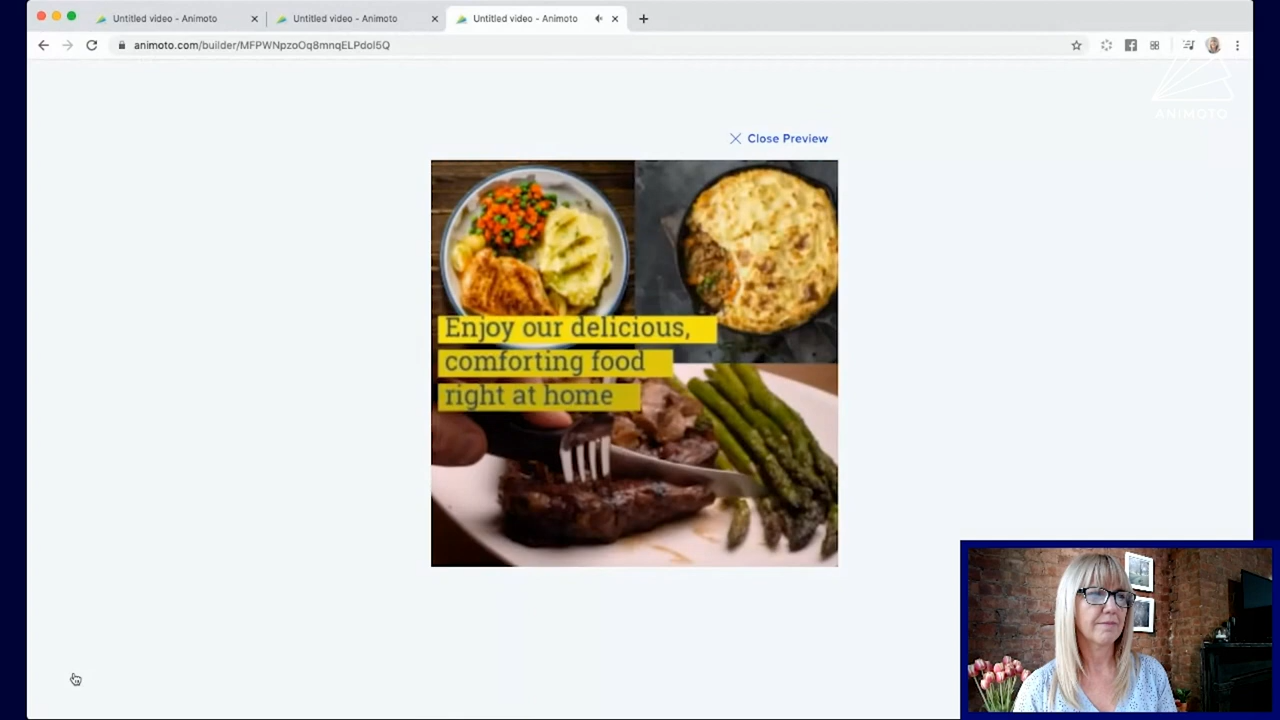 Untitled video - Animoto
Untitled video - Animoto
Untitled video - Animoto
animoto.com/builder/MFPWNpzoOq8mnqELPdol5Q
ANIMOTO
Close Preview
Enjoy our delicious,
comforting food
right at home